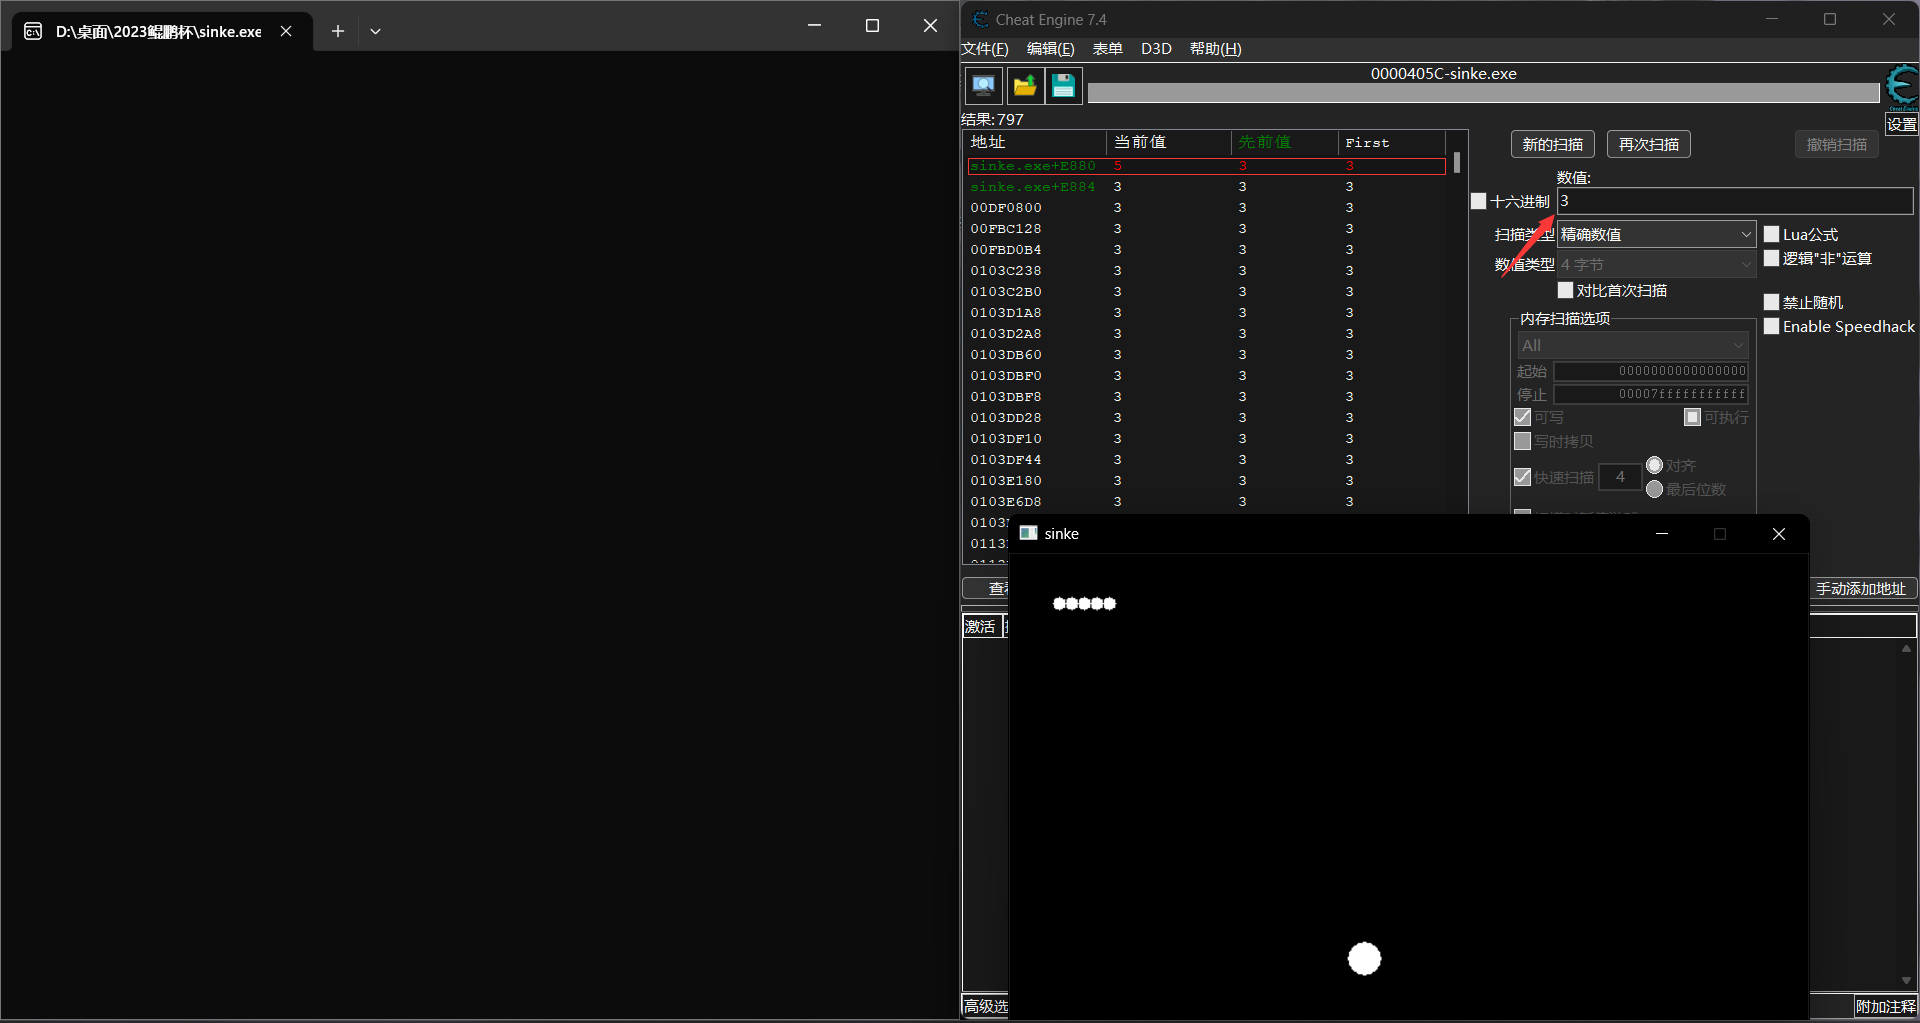 D:\桌面\2023鲲鹏杯\sinke.exe
Cheat Engine 7.4
文件(F) 编辑(E) 表单 D3D 帮助(H)
0000405C-sinke.exe
Cheat Engine
设置
结果:797
地址 当前值 先前值 First
sinke.exe+E880 5 3 3
sinke.exe+E884 3 3 3
00DF0800 3 3 3
00FBC128 3 3 3
00FBD0B4 3 3 3
0103C238 3 3 3
0103C2B0 3 3 3
0103D1A8 3 3 3
0103D2A8 3 3 3
0103DB60 3 3 3
0103DBF0 3 3 3
0103DBF8 3 3 3
0103DD28 3 3 3
0103DF10 3 3 3
0103DF44 3 3 3
0103E180 3 3 3
0103E6D8 3 3 3
0103
0113
新的扫描 再次扫描 撤销扫描
数值:
十六进制 3
扫描类型 精确数值 Lua公式
数值类型 4 字节 逻辑"非"运算
对比首次扫描
禁止随机
内存扫描选项
Enable Speedhack
All
起始 0000000000000000
停止 00007fffffffffff
可写 可执行
写时拷贝
快速扫描 4 对齐
最后位数
sinke
手动添加地址
激活
高级选
附加注释